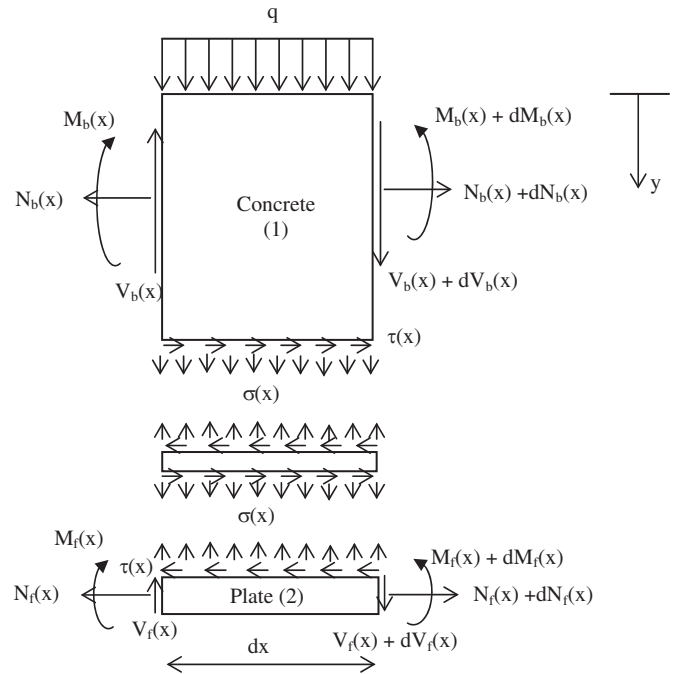 q
M_b(x)
M_b(x) + dM_b(x)
N_b(x)
N_b(x) +dN_b(x)
y
Concrete
(1)
V_b(x)
V_b(x) + dV_b(x)
τ(x)
σ(x)
σ(x)
M_f(x)
M_f(x) + dM_f(x)
τ(x)
N_f(x)
Plate (2)
N_f(x) +dN_f(x)
V_f(x)
V_f(x) + dV_f(x)
dx